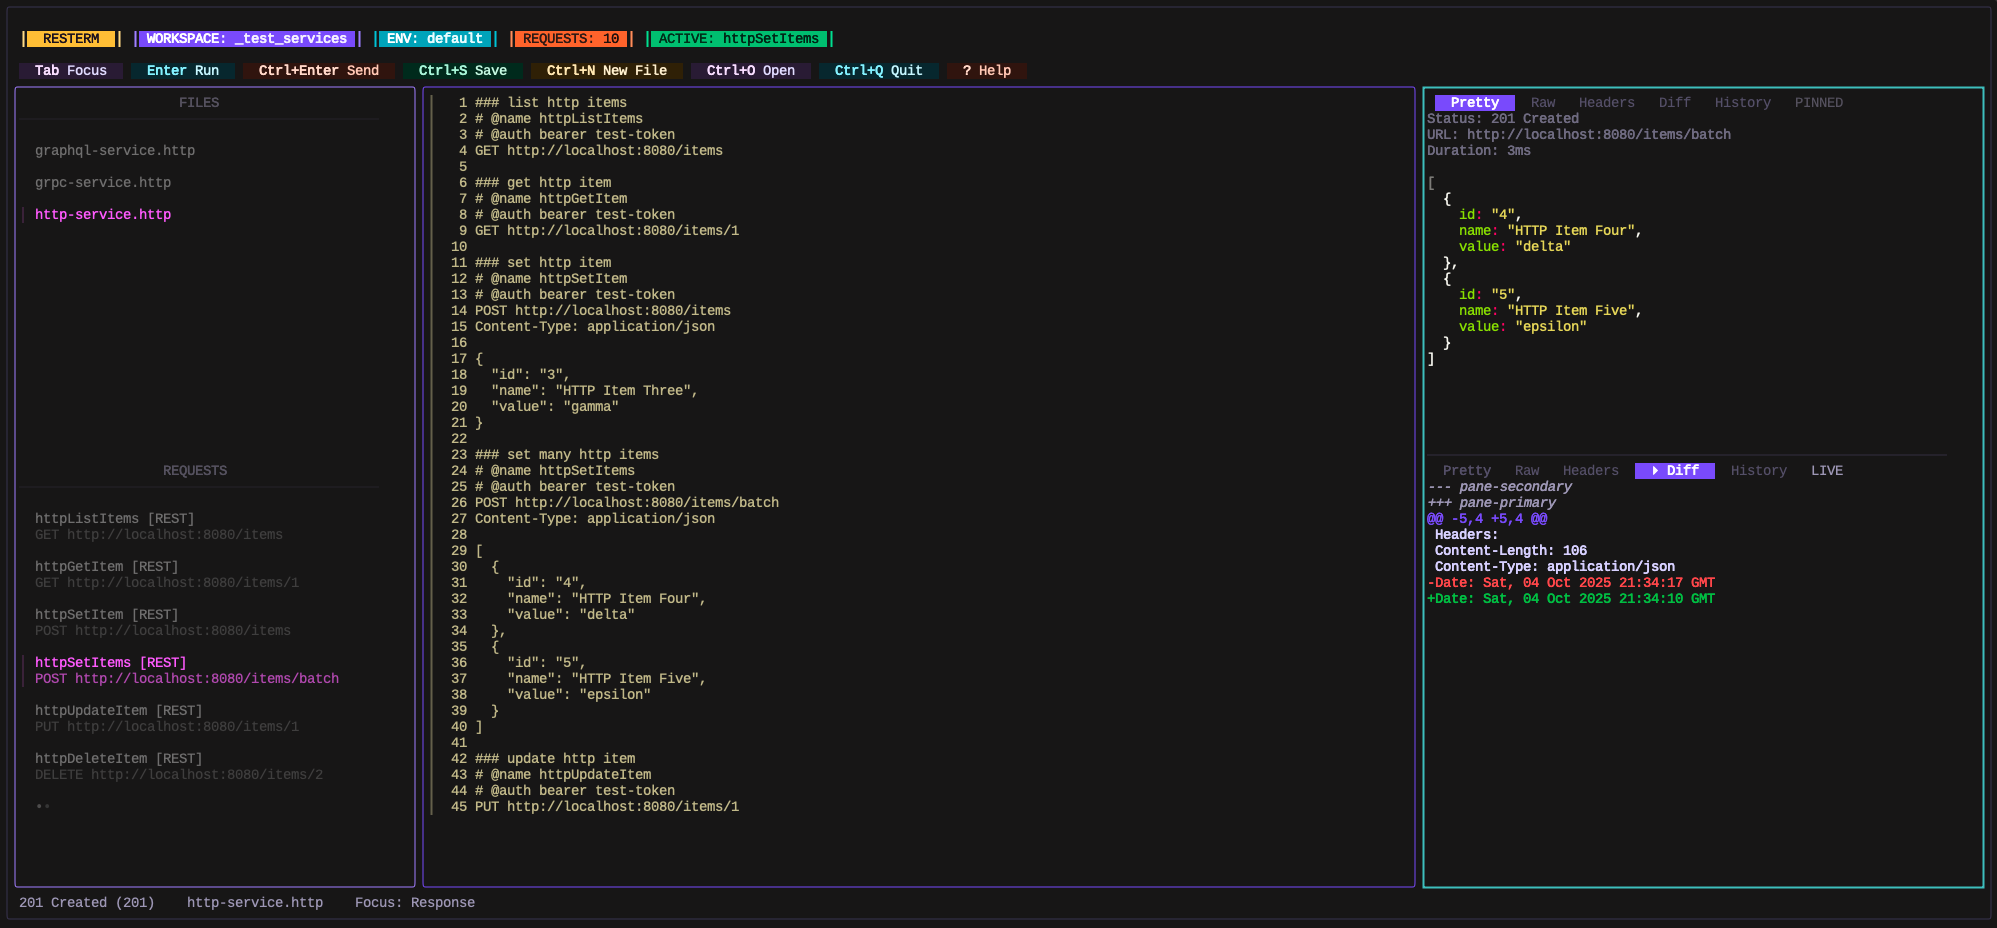 RESTERM WORKSPACE: _test_services ENV: default REQUESTS: 10 ACTIVE: httpSetItems
Tab Focus Enter Run Ctrl+Enter Send Ctrl+S Save Ctrl+N New File Ctrl+O Open Ctrl+Q Quit ? Help
FILES
graphql-service.http
grpc-service.http
http-service.http
REQUESTS
httpListItems [REST]
GET http://localhost:8080/items
httpGetItem [REST]
GET http://localhost:8080/items/1
httpSetItem [REST]
POST http://localhost:8080/items
httpSetItems [REST]
POST http://localhost:8080/items/batch
httpUpdateItem [REST]
PUT http://localhost:8080/items/1
httpDeleteItem [REST]
DELETE http://localhost:8080/items/2
••
1 ### list http items
2 # @name httpListItems
3 # @auth bearer test-token
4 GET http://localhost:8080/items
5
6 ### get http item
7 # @name httpGetItem
8 # @auth bearer test-token
9 GET http://localhost:8080/items/1
10
11 ### set http item
12 # @name httpSetItem
13 # @auth bearer test-token
14 POST http://localhost:8080/items
15 Content-Type: application/json
16
17 {
18   "id": "3",
19   "name": "HTTP Item Three",
20   "value": "gamma"
21 }
22
23 ### set many http items
24 # @name httpSetItems
25 # @auth bearer test-token
26 POST http://localhost:8080/items/batch
27 Content-Type: application/json
28
29 [
30   {
31     "id": "4",
32     "name": "HTTP Item Four",
33     "value": "delta"
34   },
35   {
36     "id": "5",
37     "name": "HTTP Item Five",
38     "value": "epsilon"
39   }
40 ]
41
42 ### update http item
43 # @name httpUpdateItem
44 # @auth bearer test-token
45 PUT http://localhost:8080/items/1
Pretty Raw Headers Diff History PINNED
Status: 201 Created
URL: http://localhost:8080/items/batch
Duration: 3ms
[
  {
    id: "4",
    name: "HTTP Item Four",
    value: "delta"
  },
  {
    id: "5",
    name: "HTTP Item Five",
    value: "epsilon"
  }
]
Pretty Raw Headers Diff History LIVE
--- pane-secondary
+++ pane-primary
@@ -5,4 +5,4 @@
 Headers:
 Content-Length: 106
 Content-Type: application/json
-Date: Sat, 04 Oct 2025 21:34:17 GMT
+Date: Sat, 04 Oct 2025 21:34:10 GMT
201 Created (201) http-service.http Focus: Response